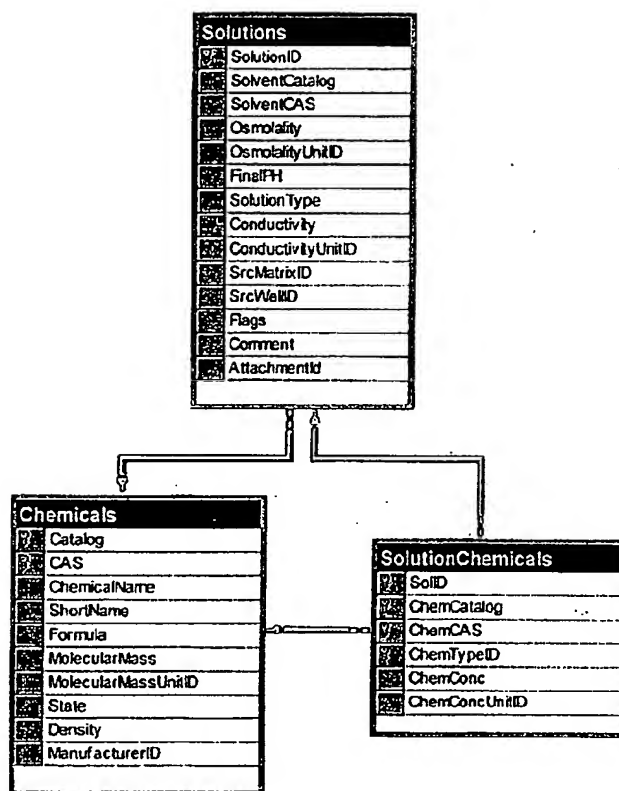 Solutions
SolutionID
SolventCatalog
SolventCAS
Osmolality
OsmolalityUnitID
FinalPH
SolutionType
Conductivity
ConductivityUnitID
SrcMatrixID
SrcWellID
Flags
Comment
AttachmentId
Chemicals
Catalog
CAS
ChemicalName
ShortName
Formula
MolecularMass
MolecularMassUnitID
State
Density
ManufacturerID
SolutionChemicals
SolID
ChemCatalog
ChemCAS
ChemTypeID
ChemConc
ChemConcUnitID